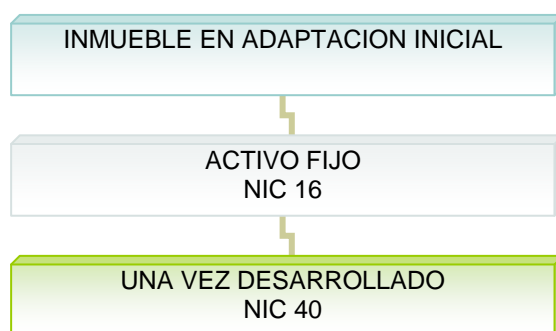 INMUEBLE EN ADAPTACION INICIAL
ACTIVO FIJO
NIC 16
UNA VEZ DESARROLLADO
NIC 40